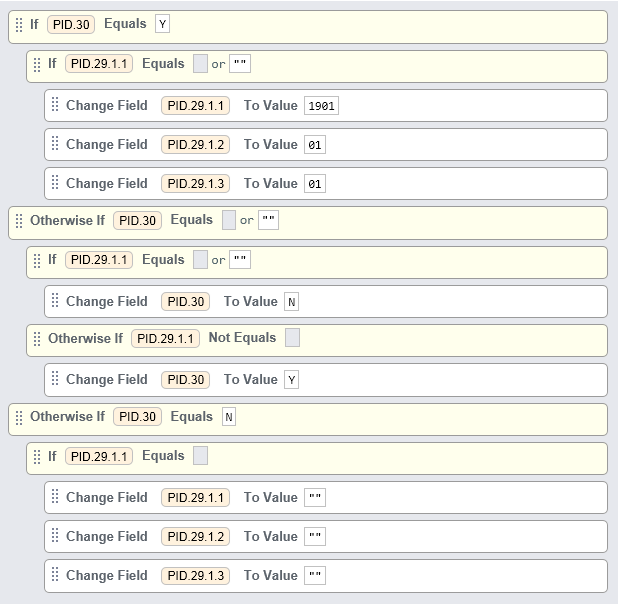 If PID.30 Equals Y
If PID.29.1.1 Equals or ""
Change Field PID.29.1.1 To Value 1901
Change Field PID.29.1.2 To Value 01
Change Field PID.29.1.3 To Value 01
Otherwise If PID.30 Equals or ""
If PID.29.1.1 Equals or ""
Change Field PID.30 To Value N
Otherwise If PID.29.1.1 Not Equals
Change Field PID.30 To Value Y
Otherwise If PID.30 Equals N
If PID.29.1.1 Equals
Change Field PID.29.1.1 To Value ""
Change Field PID.29.1.2 To Value ""
Change Field PID.29.1.3 To Value ""